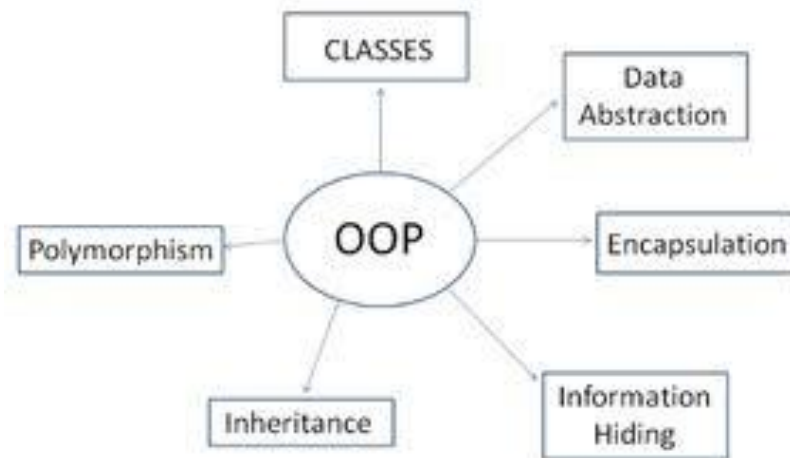 CLASSES
Data
Abstraction
OOP
Polymorphism
Encapsulation
Inheritance
Information
Hiding